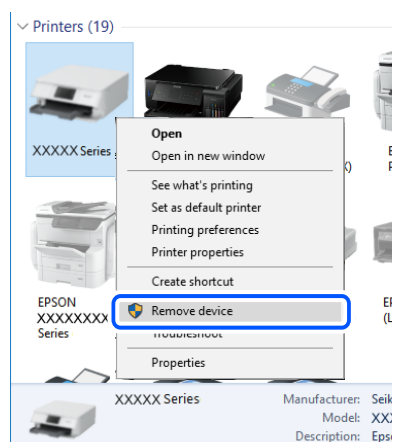 Printers (19)
XXXXX Series
Open
Open in new window
See what's printing
Set as default printer
Printing preferences
Printer properties
Create shortcut
Remove device
Troubleshoot
Properties
EPSON
XXXXXXXX
Series
XXXXX Series
Manufacturer:
Model:
Description: